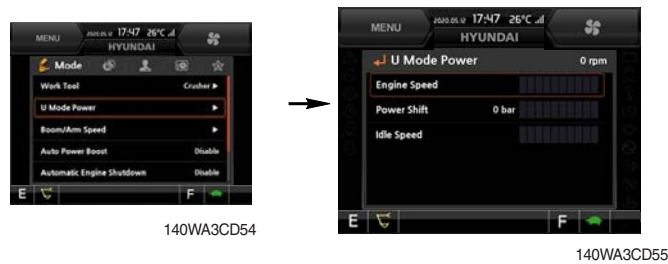 MENU 2020.05.12 17:47 26°C
HYUNDAI
Mode
Work Tool Crusher ▶
U Mode Power ▶
Boom/Arm Speed ▶
Auto Power Boost Disable
Automatic Engine Shutdown Disable
E F
140WA3CD54
MENU 2020.05.12 17:47 26°C
HYUNDAI
U Mode Power 0 rpm
Engine Speed
Power Shift 0 bar
Idle Speed
E F
140WA3CD55